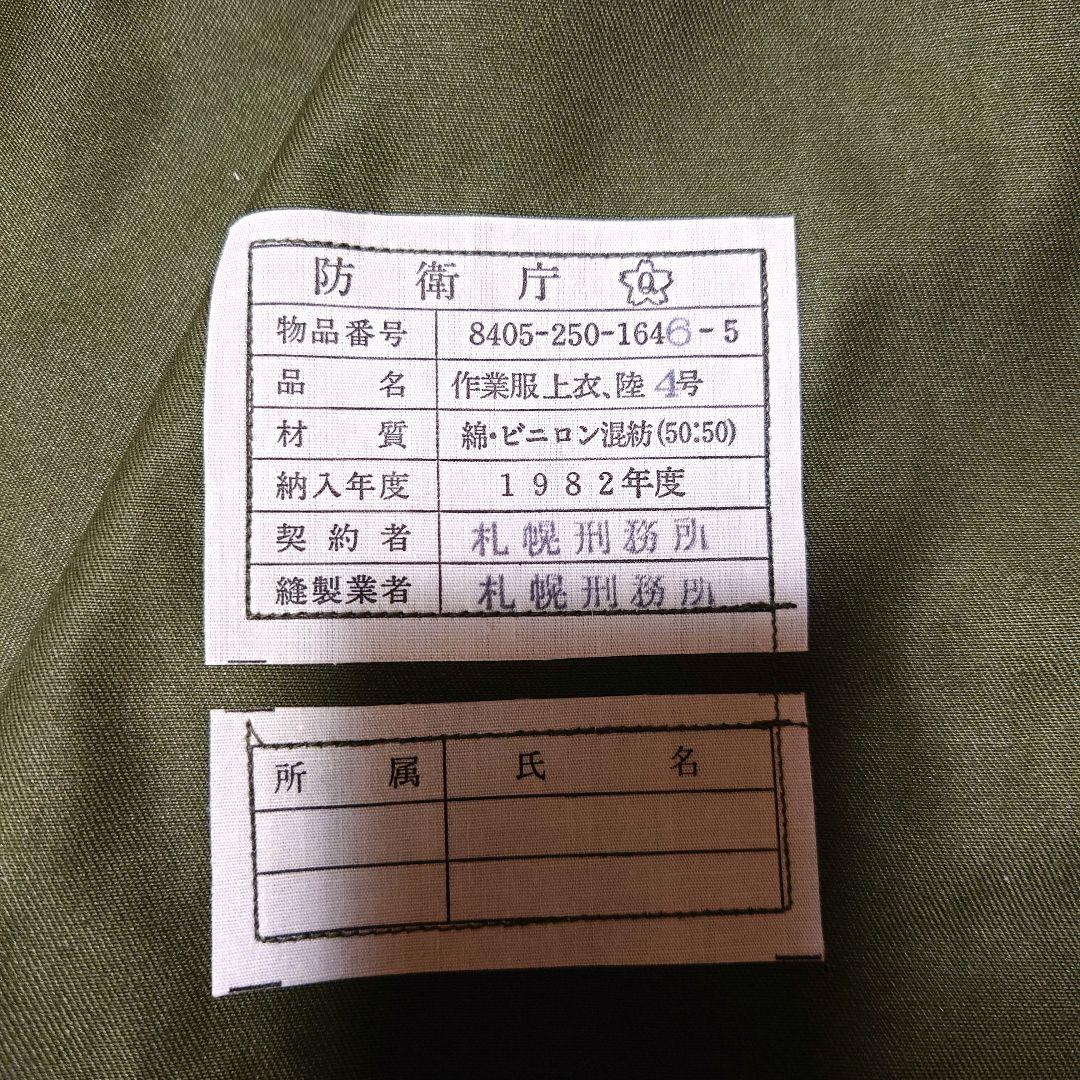 防衛庁 Q
物品番号 8405-250-1646-5
品名 作業服上衣、陸4号
材質 綿・ビニロン混紡(50:50)
納入年度 1982年度
契約者 札幌刑務所
縫製業者 札幌刑務所
所属 氏名